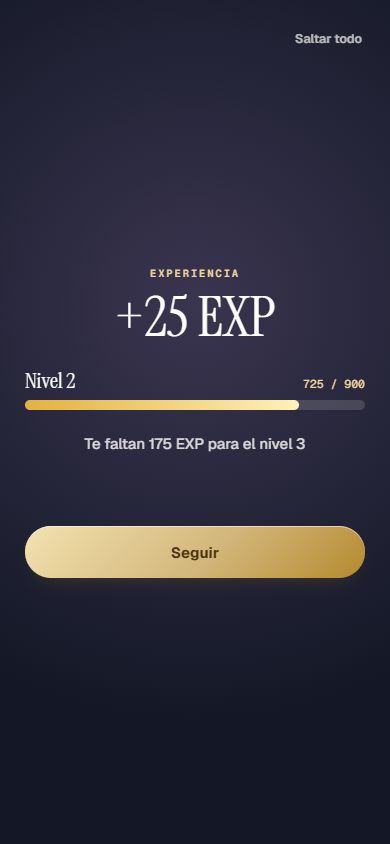 Saltar todo
EXPERIENCIA
+25 EXP
Nivel 2
725 / 900
Te faltan 175 EXP para el nivel 3
Seguir